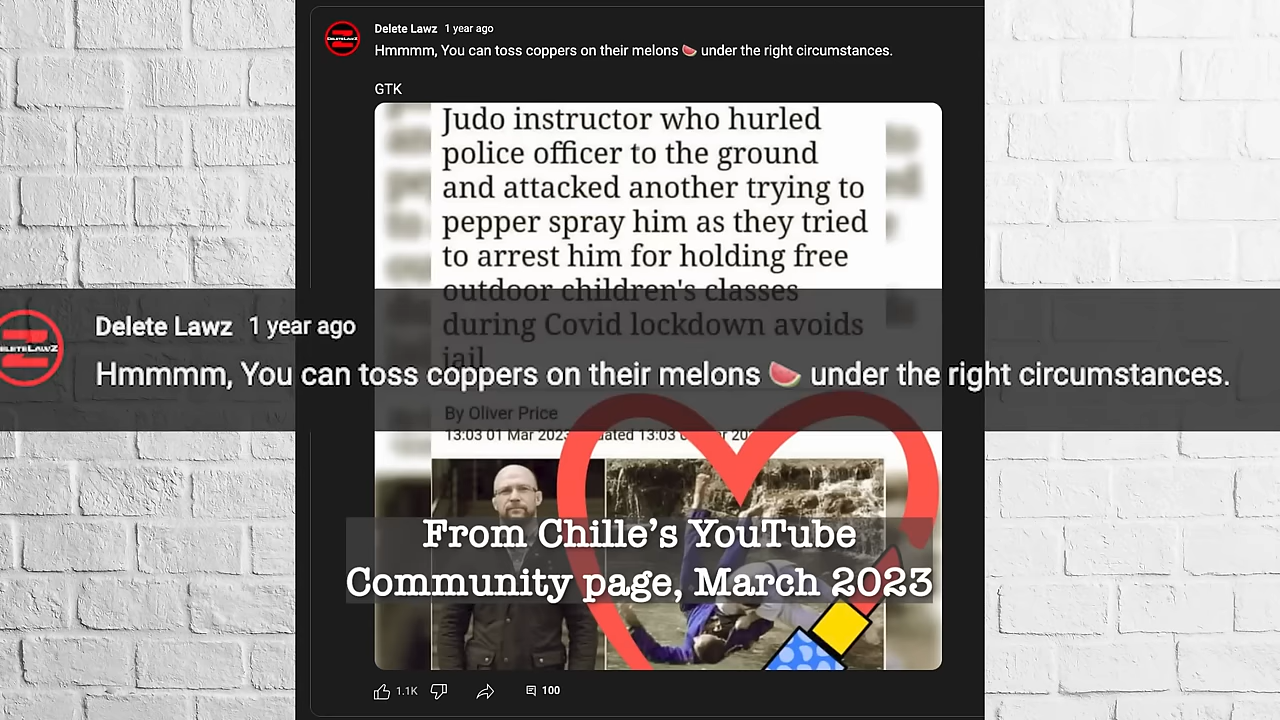 Delete Lawz 1 year ago
Hmmmm, You can toss coppers on their melons 🍉 under the right circumstances.
GTK
Judo instructor who hurled
police officer to the ground
and attacked another trying to
pepper spray him as they tried
to arrest him for holding free
outdoor children's classes
during Covid lockdown avoids
jail
DELETELAWZ
Delete Lawz 1 year ago
Hmmmm, You can toss coppers on their melons 🍉 under the right circumstances.
By Oliver Price
13:03 01 Mar 2023
From Chille's YouTube
Community page, March 2023
1.1K 100